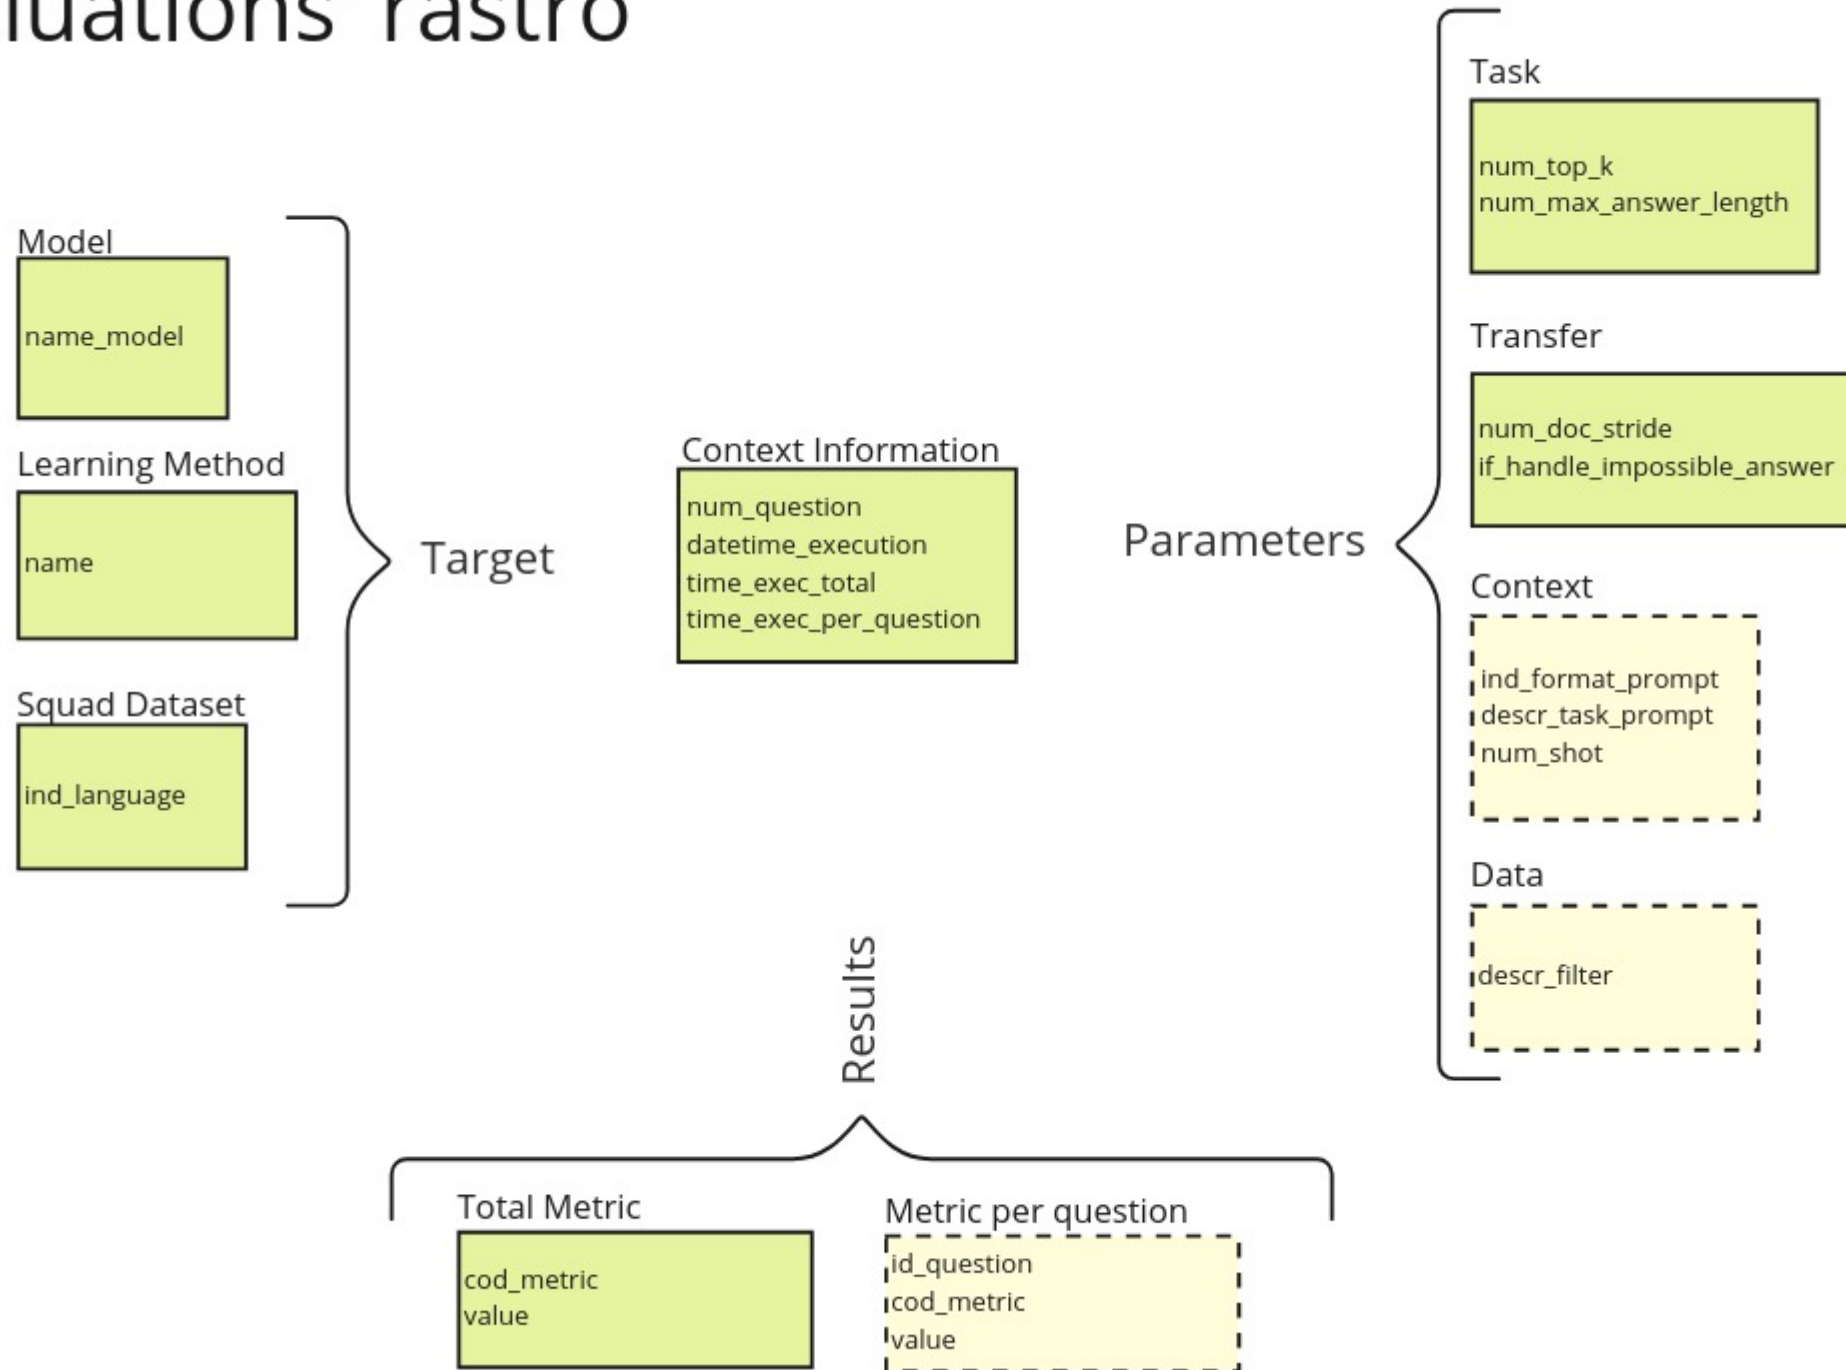 luations' rastro
Model
name_model
Learning Method
name
Squad Dataset
ind_language
Target
Context Information
num_question
datetime_execution
time_exec_total
time_exec_per_question
Parameters
Task
num_top_k
num_max_answer_length
Transfer
num_doc_stride
if_handle_impossible_answer
Context
ind_format_prompt
descr_task_prompt
num_shot
Data
descr_filter
Results
Total Metric
cod_metric
value
Metric per question
id_question
cod_metric
value